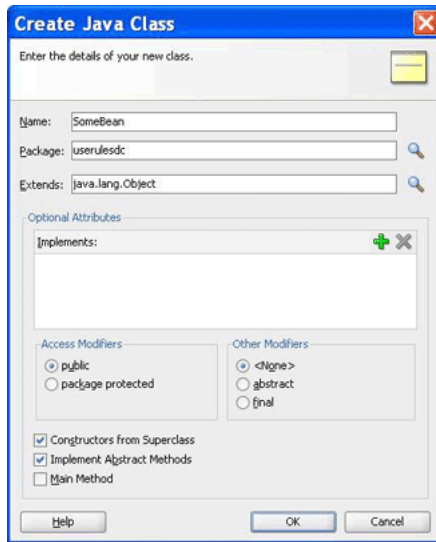 Create Java Class
Enter the details of your new class.
Name: SomeBean
Package: userulesdc
Extends: java.lang.Object
Optional Attributes
Implements:
Access Modifiers
public
package protected
Other Modifiers
<None>
abstract
final
Constructors from Superclass
Implement Abstract Methods
Main Method
Help OK Cancel